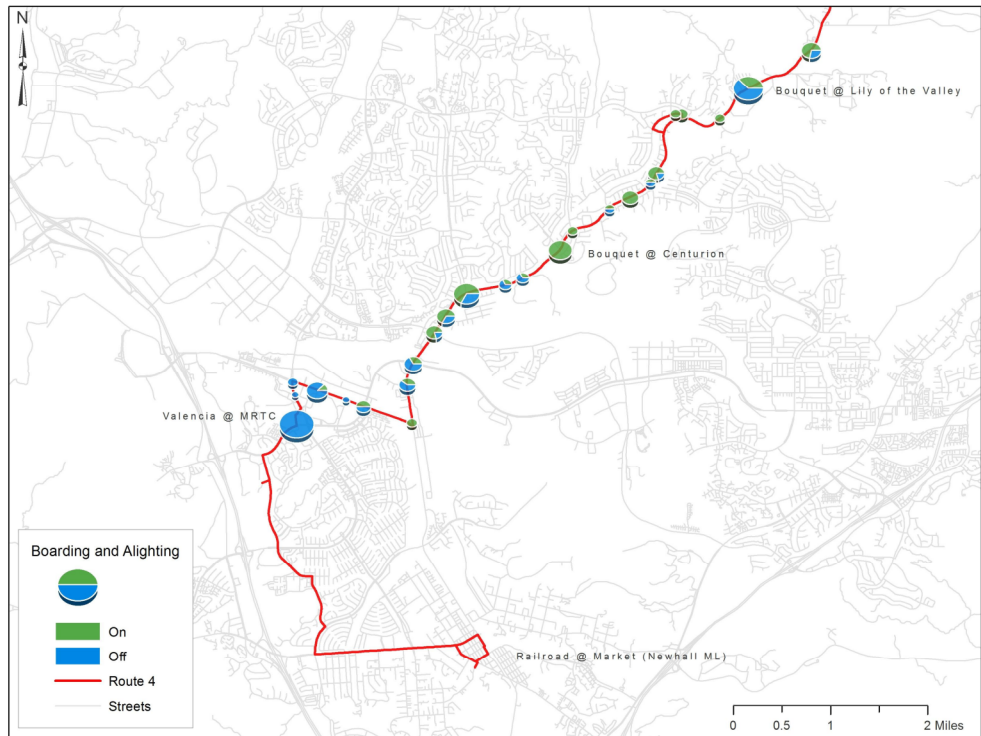 N
Bouquet @ Lily of the Valley
Bouquet @ Centurion
Valencia @ MRTC
Railroad @ Market (Newhall ML)
Boarding and Alighting
On
Off
Route 4
Streets
0 0.5 1 2 Miles